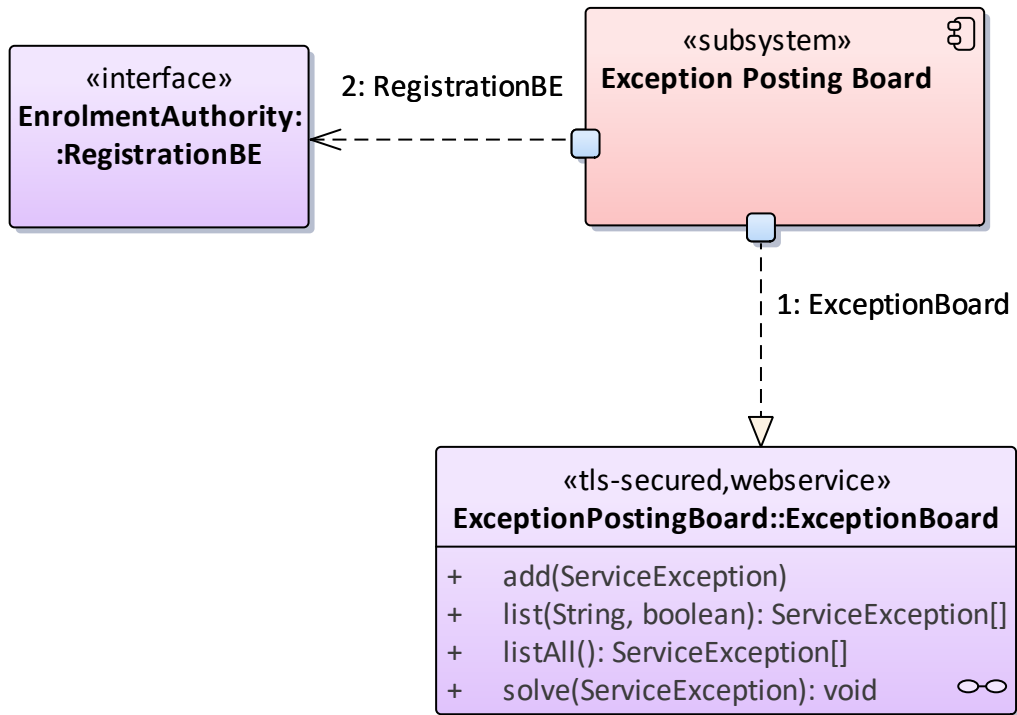 «interface»
EnrolmentAuthority:
:RegistrationBE
2: RegistrationBE
«subsystem»
Exception Posting Board
1: ExceptionBoard
«tls-secured,webservice»
ExceptionPostingBoard::ExceptionBoard
+ add(ServiceException)
+ list(String, boolean): ServiceException[]
+ listAll(): ServiceException[]
+ solve(ServiceException): void